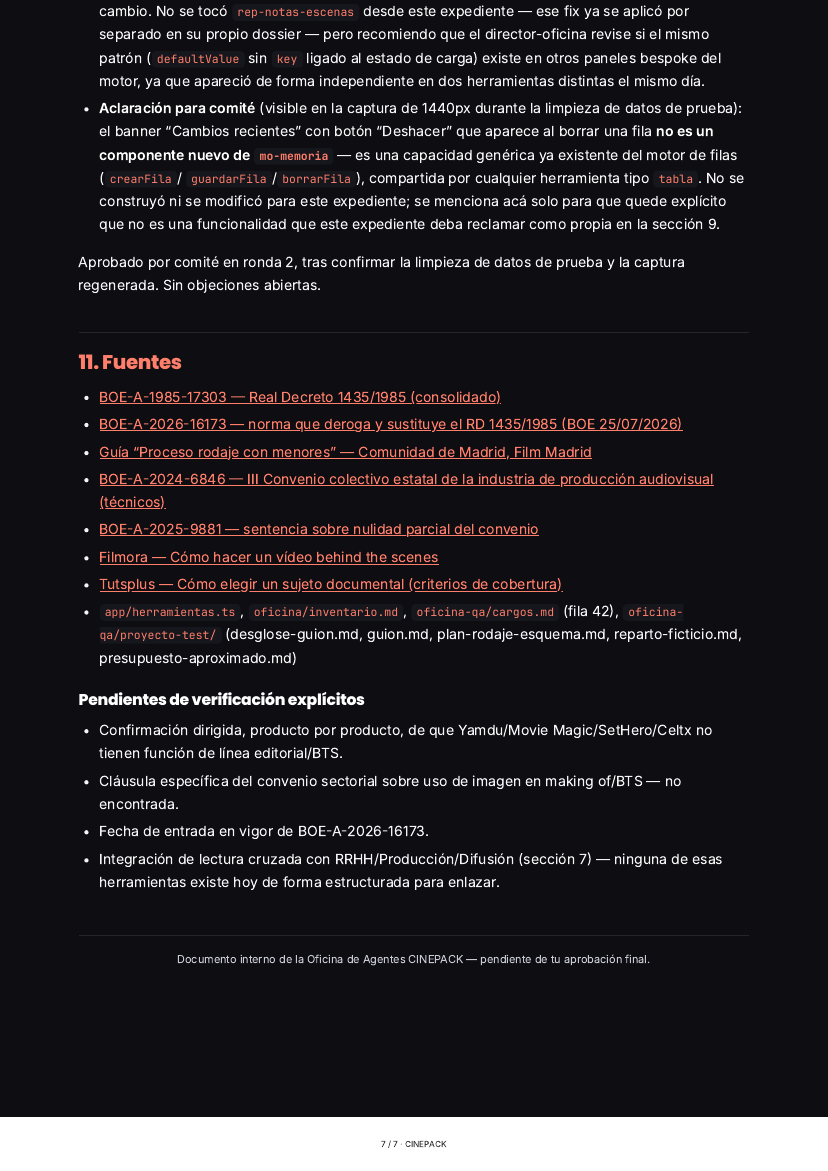 cambio. No se tocó rep-notas-escenas desde este expediente — ese fix ya se aplicó por
separado en su propio dossier — pero recomiendo que el director-oficina revise si el mismo
patrón ( defaultValue sin key ligado al estado de carga) existe en otros paneles bespoke del
motor, ya que apareció de forma independiente en dos herramientas distintas el mismo día.
• Aclaración para comité (visible en la captura de 1440px durante la limpieza de datos de prueba):
el banner “Cambios recientes” con botón “Deshacer” que aparece al borrar una fila no es un
componente nuevo de mo-memoria — es una capacidad genérica ya existente del motor de filas
( crearFila / guardarFila / borrarFila ), compartida por cualquier herramienta tipo tabla . No se
construyó ni se modificó para este expediente; se menciona acá solo para que quede explícito
que no es una funcionalidad que este expediente deba reclamar como propia en la sección 9.
Aprobado por comité en ronda 2, tras confirmar la limpieza de datos de prueba y la captura
regenerada. Sin objeciones abiertas.
11. Fuentes
• BOE-A-1985-17303 — Real Decreto 1435/1985 (consolidado)
• BOE-A-2026-16173 — norma que deroga y sustituye el RD 1435/1985 (BOE 25/07/2026)
• Guía “Proceso rodaje con menores” — Comunidad de Madrid, Film Madrid
• BOE-A-2024-6846 — III Convenio colectivo estatal de la industria de producción audiovisual
(técnicos)
• BOE-A-2025-9881 — sentencia sobre nulidad parcial del convenio
• Filmora — Cómo hacer un vídeo behind the scenes
• Tutsplus — Cómo elegir un sujeto documental (criterios de cobertura)
• app/herramientas.ts , oficina/inventario.md , oficina-qa/cargos.md (fila 42), oficina-
qa/proyecto-test/ (desglose-guion.md, guion.md, plan-rodaje-esquema.md, reparto-ficticio.md,
presupuesto-aproximado.md)
Pendientes de verificación explícitos
• Confirmación dirigida, producto por producto, de que Yamdu/Movie Magic/SetHero/Celtx no
tienen función de línea editorial/BTS.
• Cláusula específica del convenio sectorial sobre uso de imagen en making of/BTS — no
encontrada.
• Fecha de entrada en vigor de BOE-A-2026-16173.
• Integración de lectura cruzada con RRHH/Producción/Difusión (sección 7) — ninguna de esas
herramientas existe hoy de forma estructurada para enlazar.
Documento interno de la Oficina de Agentes CINEPACK — pendiente de tu aprobación final.
7 / 7 · CINEPACK